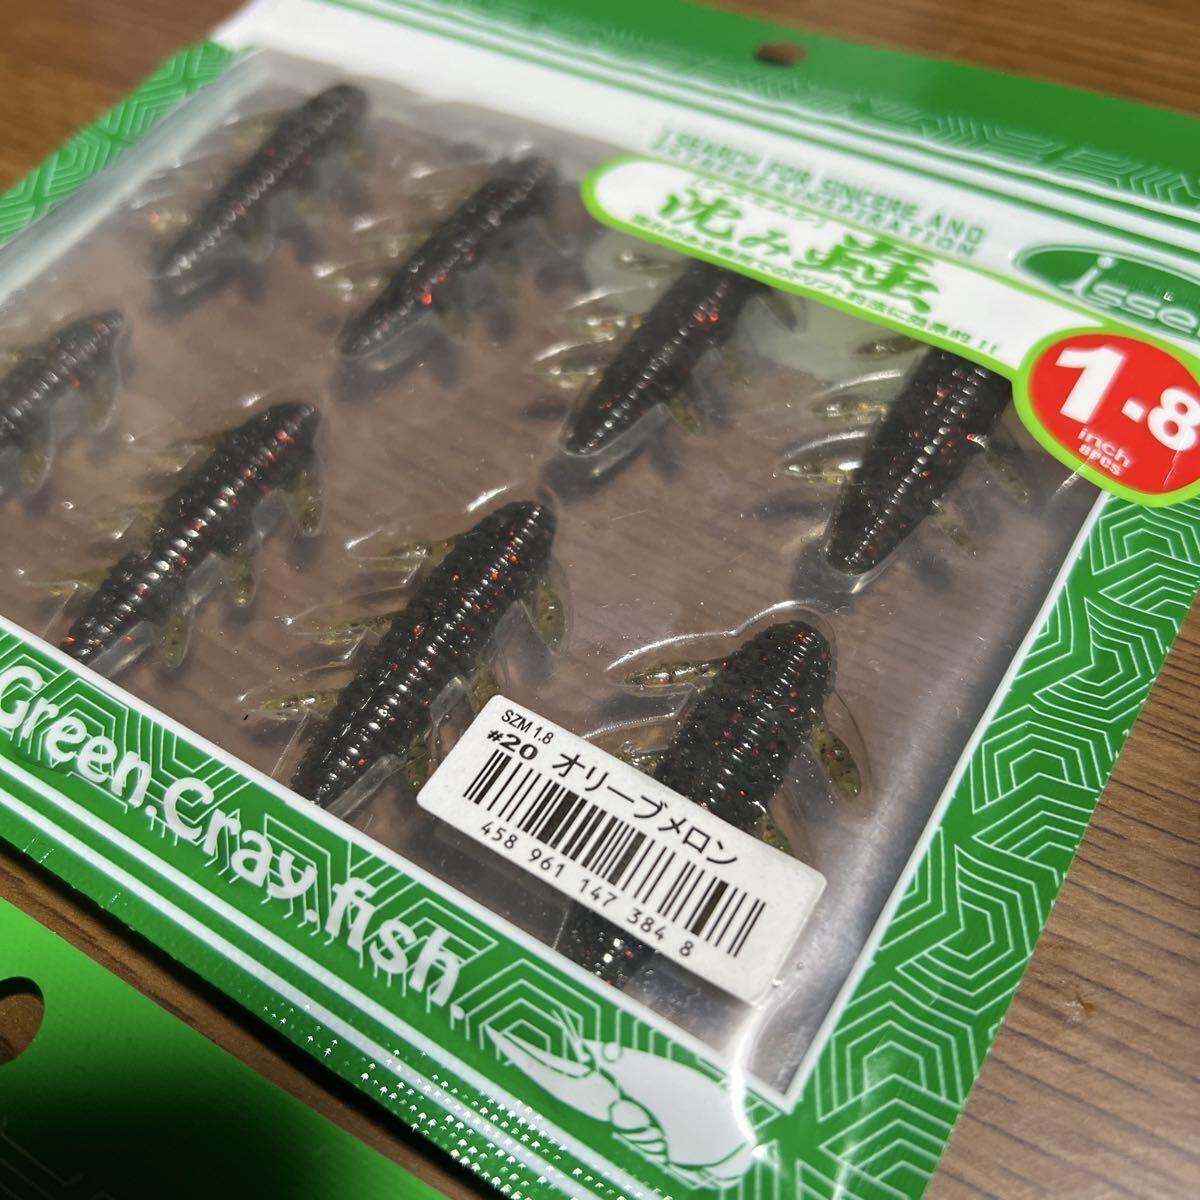 I SEARCH FOR SINCERE AND
沈み蟲
issei
1.8
inch
8PCS
SZM 1.8
#20 オリーブメロン
458 961 147 384 8
Green.Cray.fish.